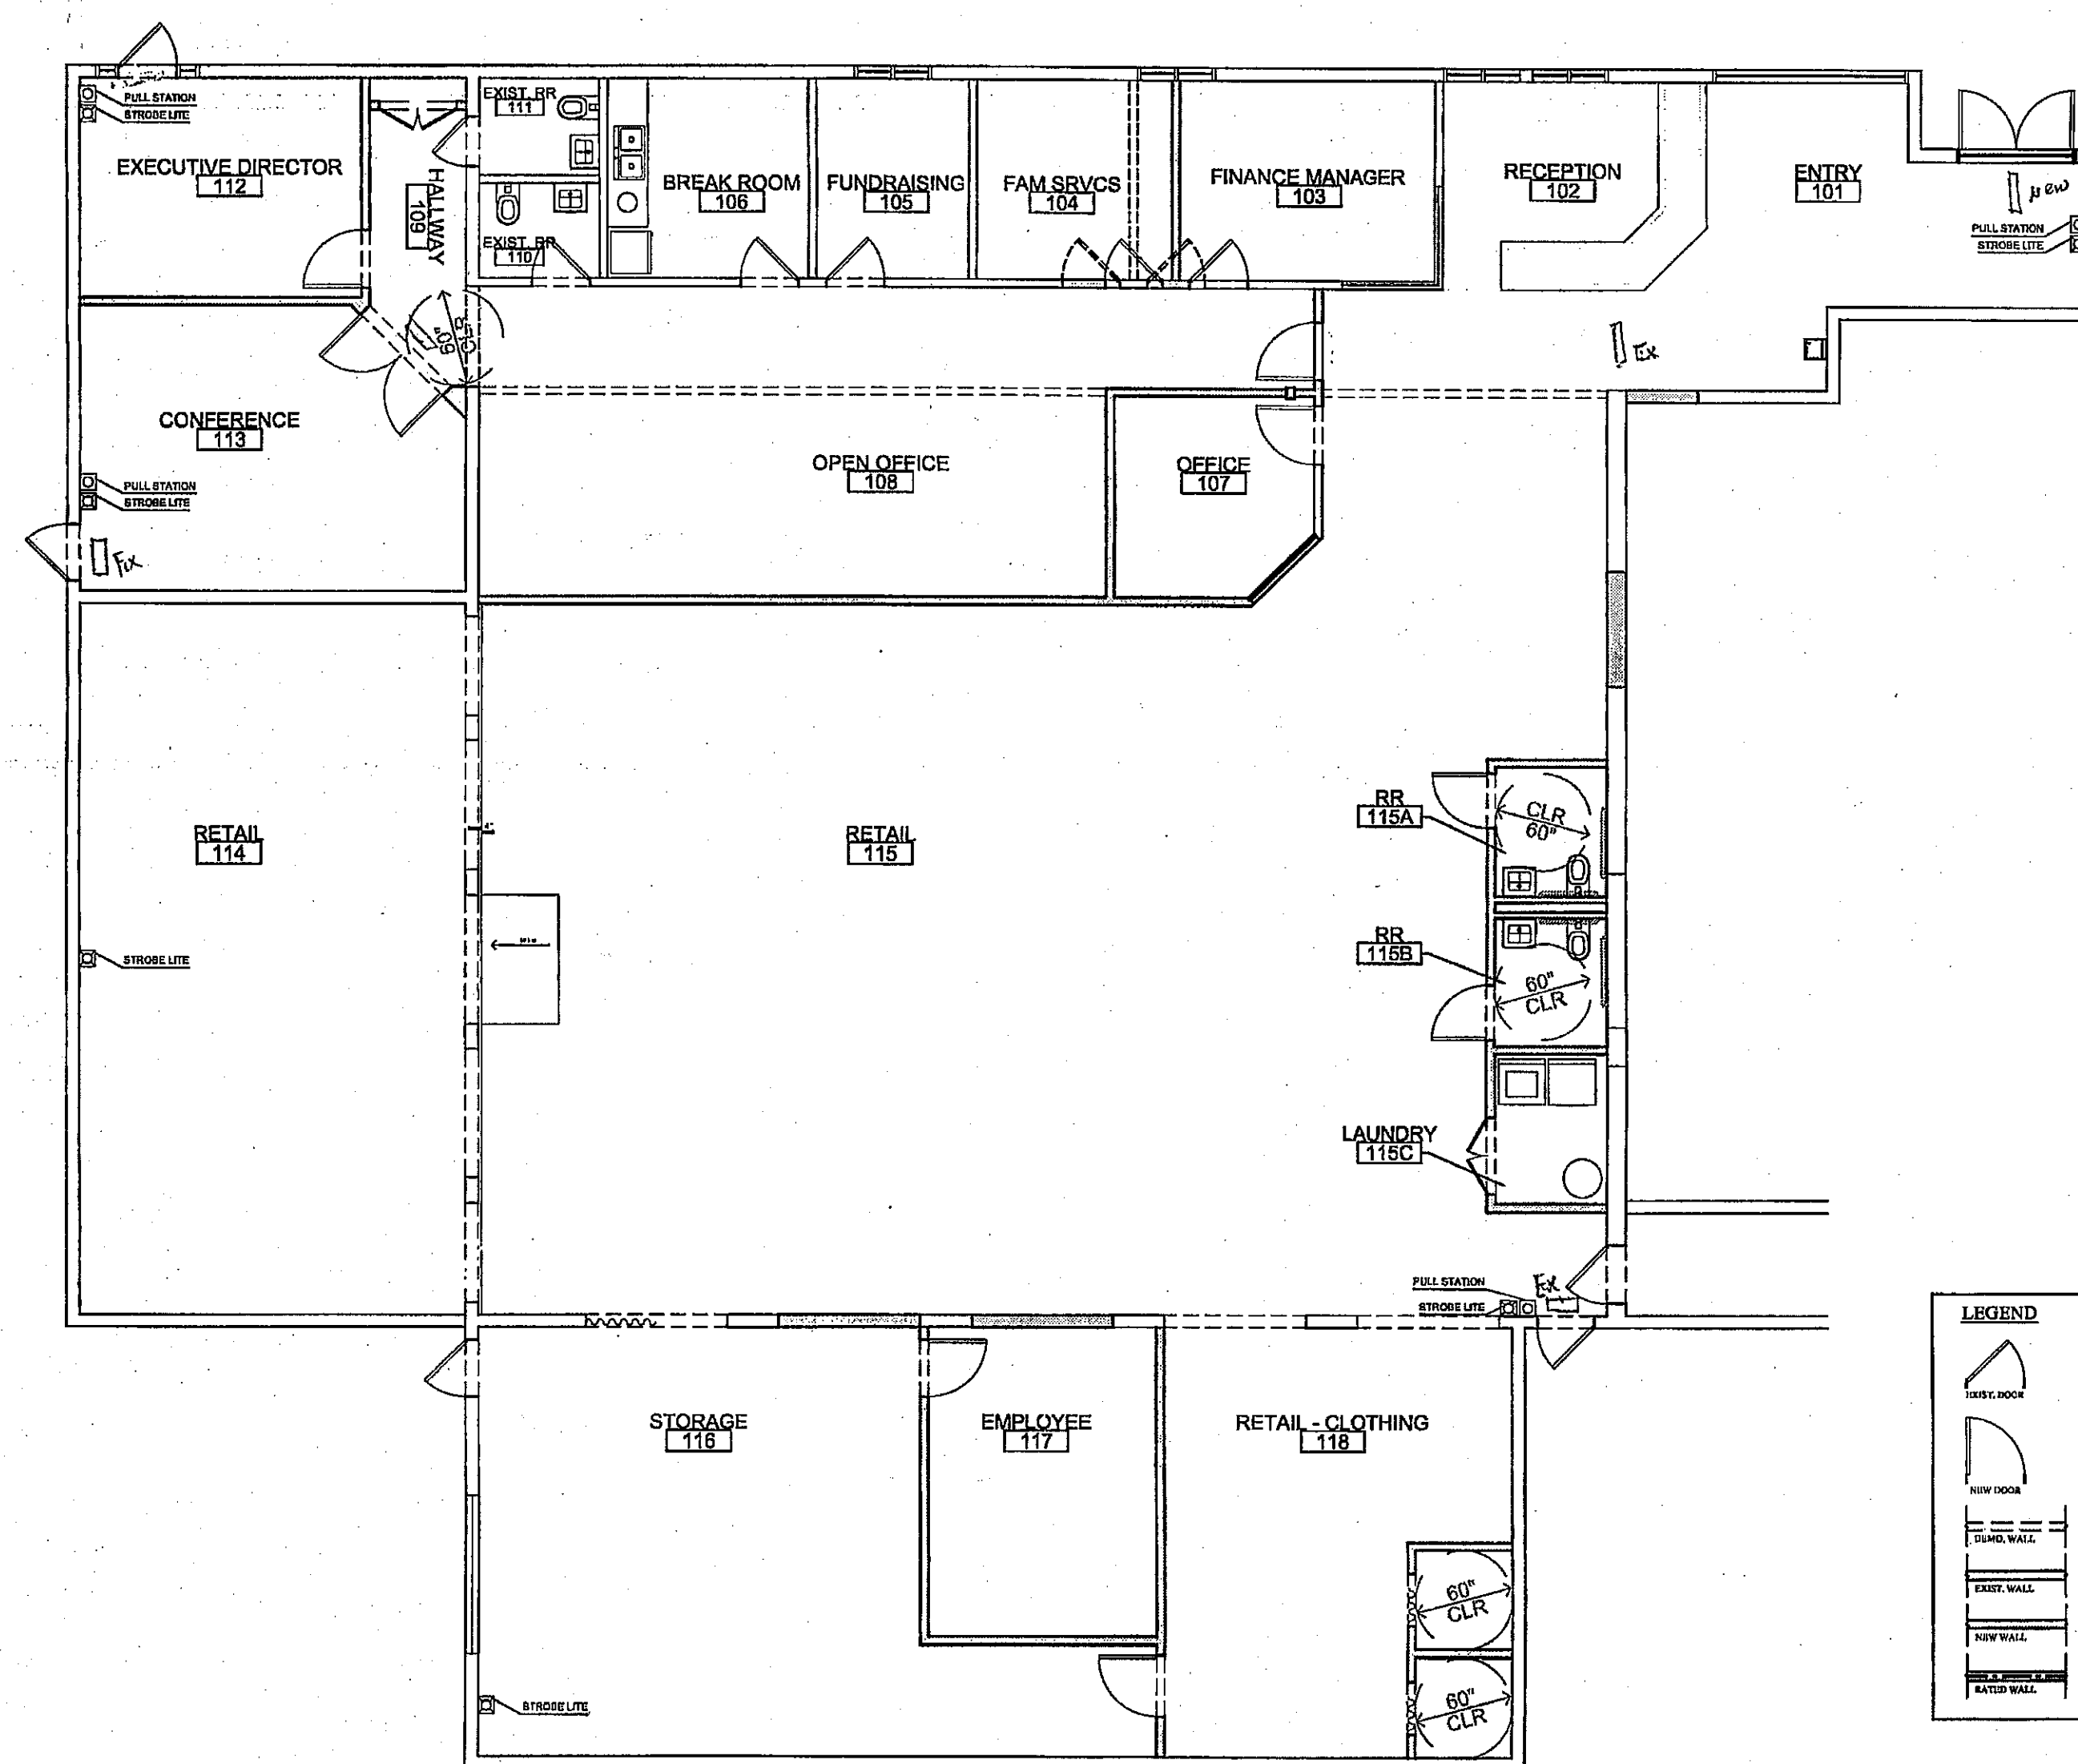 PULL STATION
STROBE LITE
EXECUTIVE DIRECTOR
112
HALLWAY
109
EXIST. RR
111
EXIST. RR
110
BREAK ROOM
106
FUNDRAISING
105
FAM SRVCS
104
FINANCE MANAGER
103
RECEPTION
102
ENTRY
101
new
PULL STATION
STROBE LITE
60"
CLR
Ex
CONFERENCE
113
PULL STATION
STROBE LITE
OPEN OFFICE
108
OFFICE
107
RETAIL
114
STROBE LITE
RETAIL
115
RR
115A
CLR
60"
RR
115B
60"
CLR
LAUNDRY
115C
PULL STATION
STROBE LITE
Ex
STORAGE
116
EMPLOYEE
117
RETAIL - CLOTHING
118
60"
CLR
60"
CLR
STROBE LITE
LEGEND
EXIST. DOOR
NEW DOOR
DEMO. WALL
EXIST. WALL
NEW WALL
RATED WALL